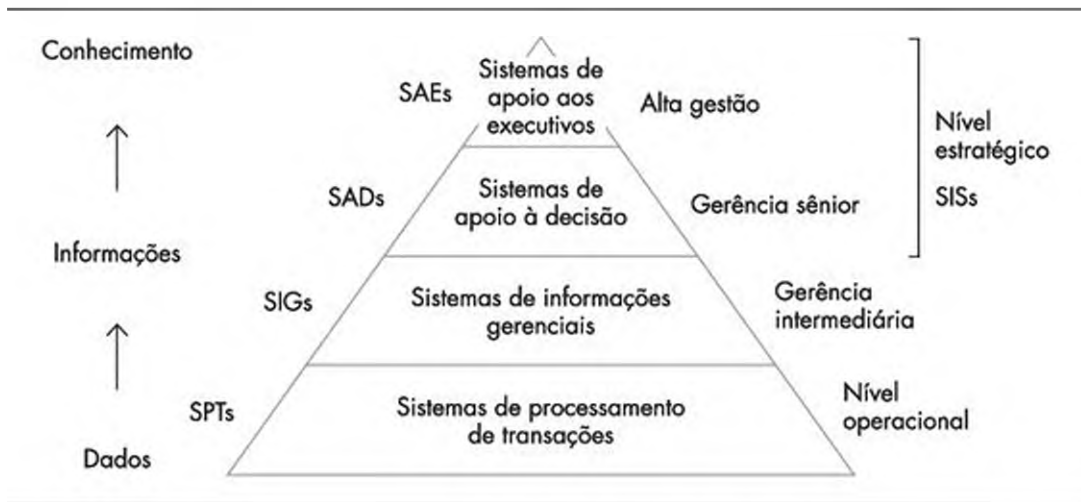 Conhecimento
Informações
Dados
SAEs
Sistemas de
apoio aos
executivos
Alta gestão
SADs
Sistemas de
apoio à decisão
Gerência sênior
SIGs
Sistemas de informações
gerenciais
Gerência
intermediária
SPTs
Sistemas de processamento
de transações
Nível
operacional
Nível
estratégico
SISs